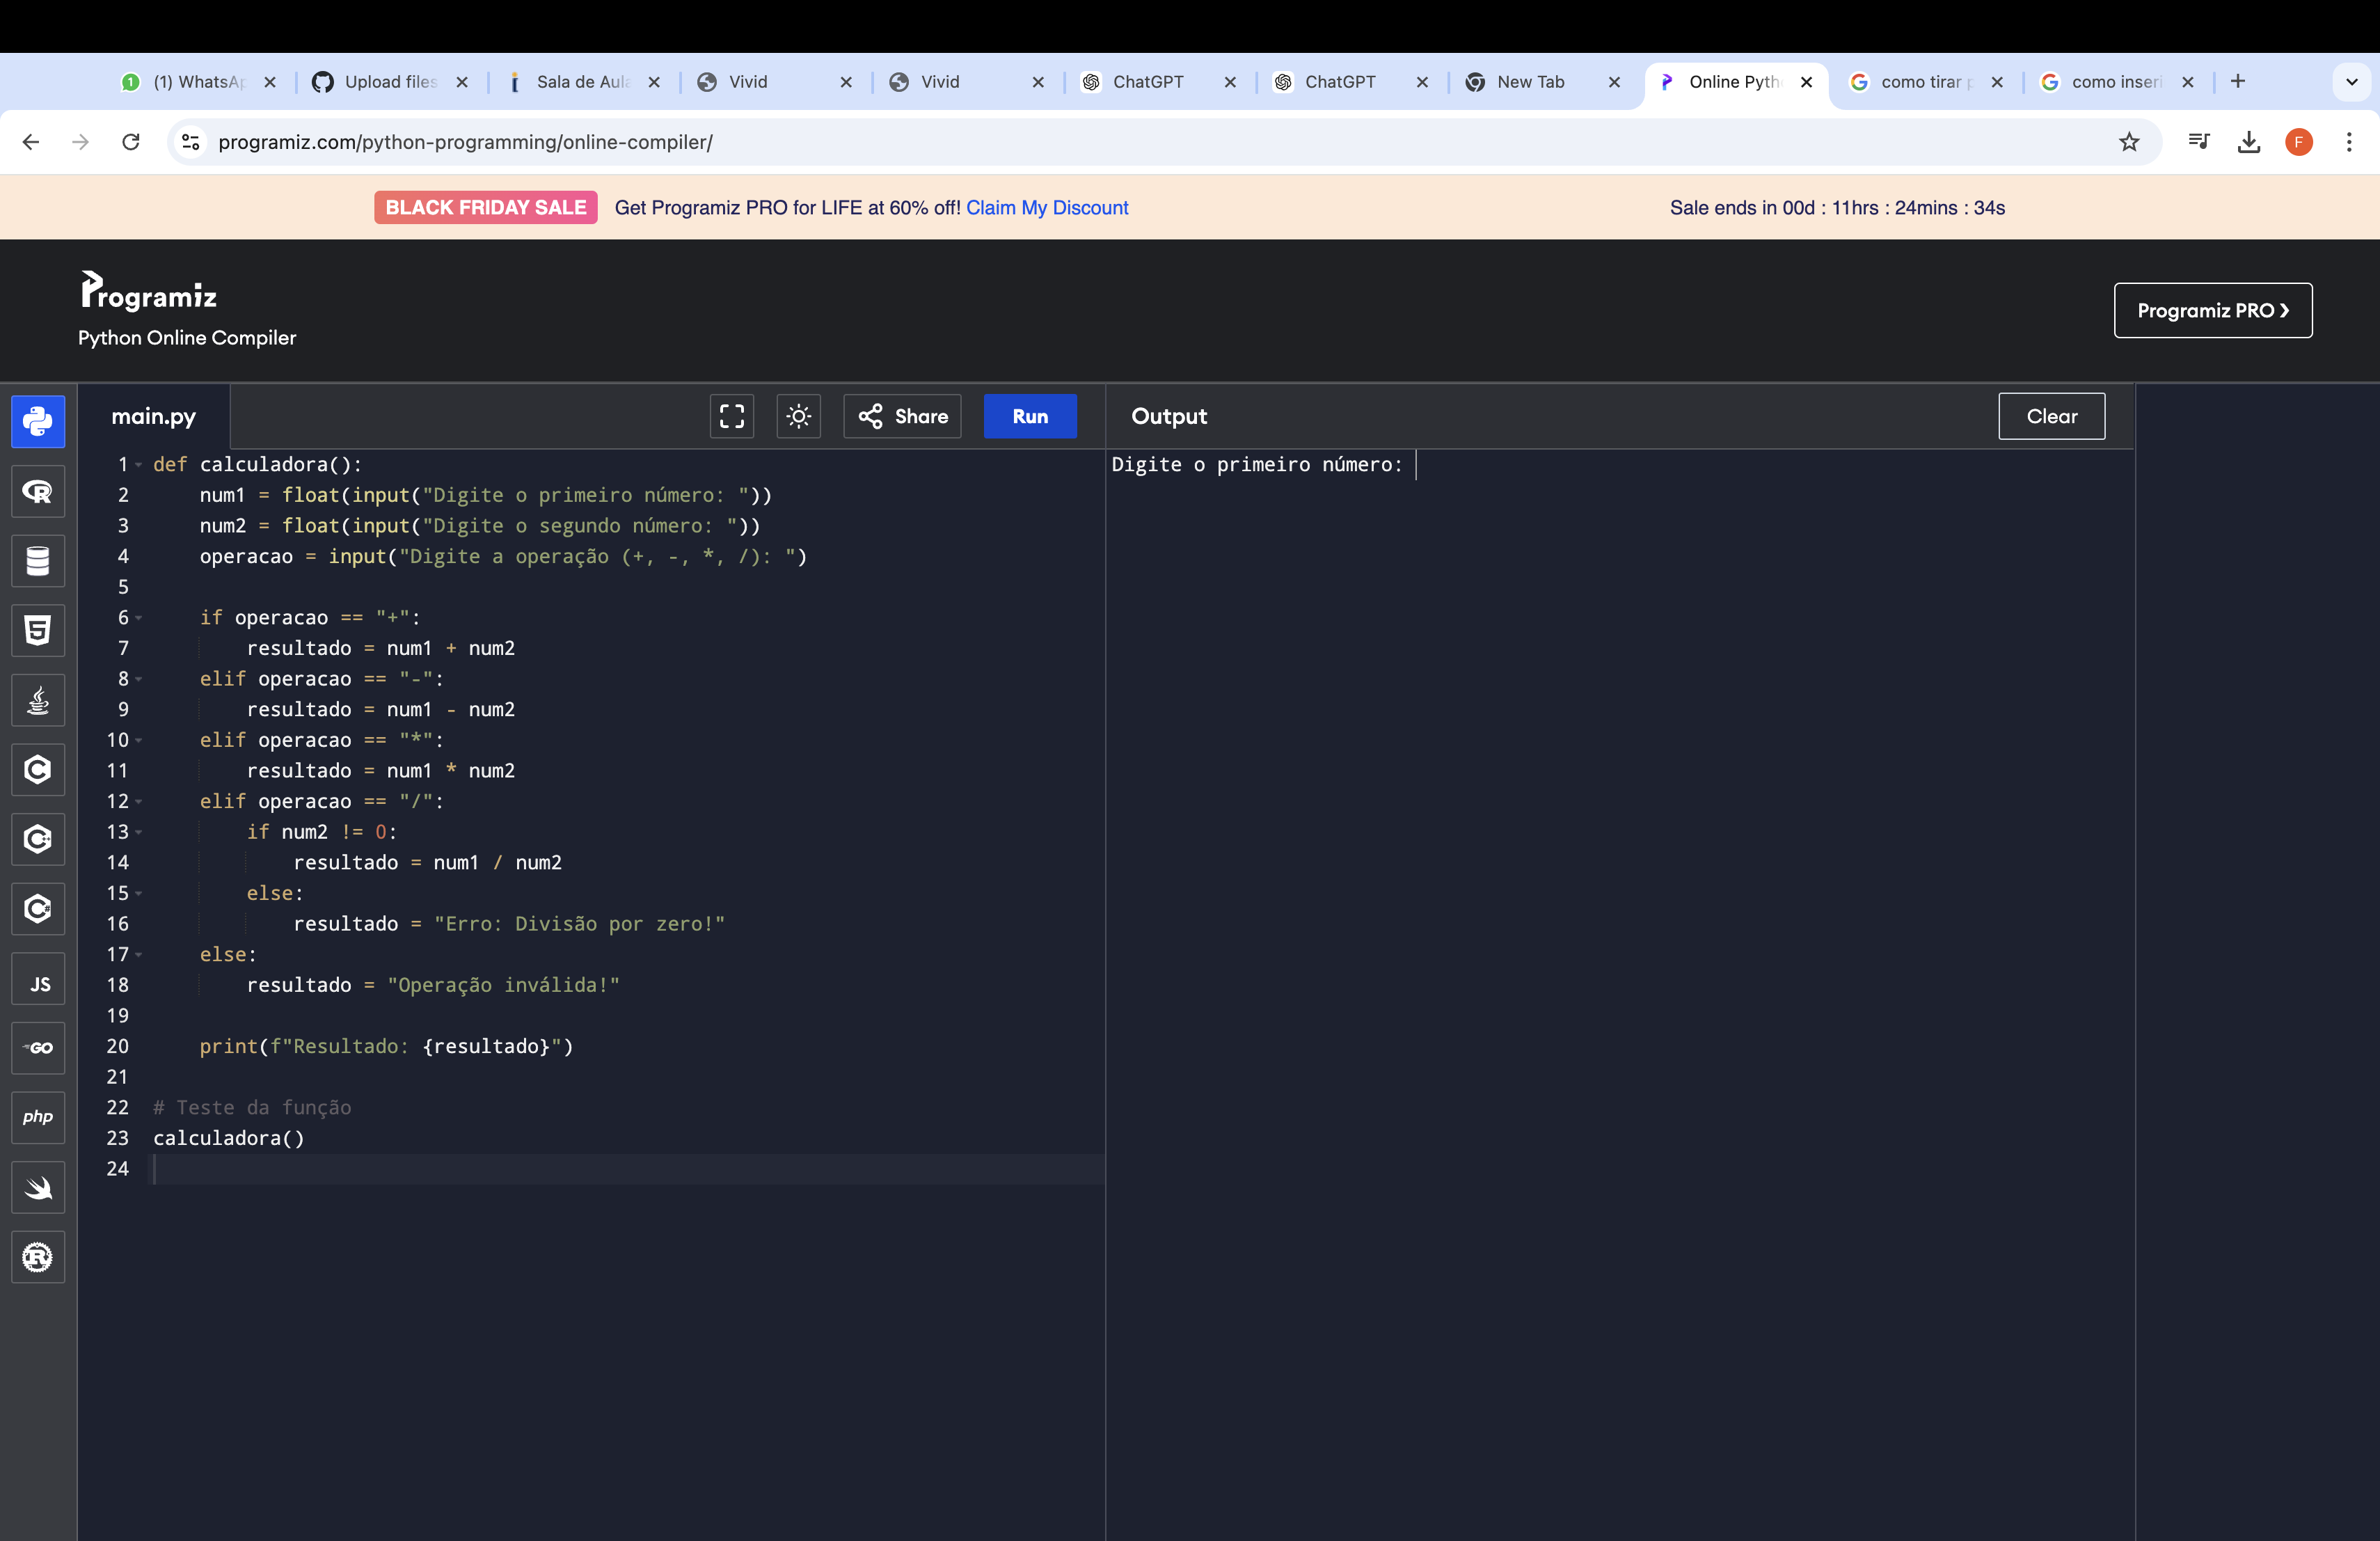 (1) WhatsAp
Upload files
Sala de Aula
Vivid
Vivid
ChatGPT
ChatGPT
New Tab
Online Pyth
como tirar p
como inseri
programiz.com/python-programming/online-compiler/
F
BLACK FRIDAY SALE Get Programiz PRO for LIFE at 60% off! Claim My Discount
Sale ends in 00d : 11hrs : 24mins : 34s
Programiz
Python Online Compiler
Programiz PRO ❯
main.py
Share
Run
Output
Clear
1 def calculadora():
2     num1 = float(input("Digite o primeiro número: "))
3     num2 = float(input("Digite o segundo número: "))
4     operacao = input("Digite a operação (+, -, *, /): ")
5
6     if operacao == "+":
7         resultado = num1 + num2
8     elif operacao == "-":
9         resultado = num1 - num2
10     elif operacao == "*":
11         resultado = num1 * num2
12     elif operacao == "/":
13         if num2 != 0:
14             resultado = num1 / num2
15         else:
16             resultado = "Erro: Divisão por zero!"
17     else:
18         resultado = "Operação inválida!"
19
20     print(f"Resultado: {resultado}")
21
22 # Teste da função
23 calculadora()
24
Digite o primeiro número:
JS
GO
php